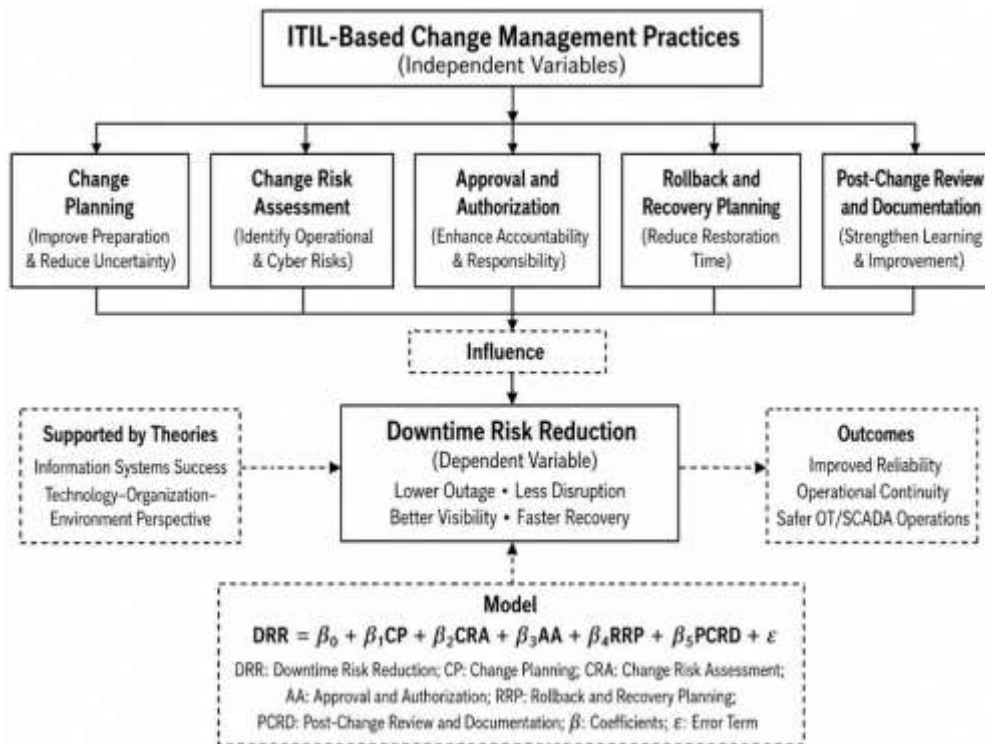 ITIL-Based Change Management Practices
(Independent Variables)
Change
Planning
(Improve Preparation
& Reduce Uncertainty)
Change Risk
Assessment
(Identify Operational
& Cyber Risks)
Approval and
Authorization
(Enhance Accountability
& Responsibility)
Rollback and
Recovery Planning
(Reduce Restoration
Time)
Post-Change Review
and Documentation
(Strengthen Learning
& Improvement)
Influence
Supported by Theories
Information Systems Success
Technology–Organization–
Environment Perspective
Downtime Risk Reduction
(Dependent Variable)
Lower Outage • Less Disruption
Better Visibility • Faster Recovery
Outcomes
Improved Reliability
Operational Continuity
Safer OT/SCADA Operations
Model
DRR = β₀ + β₁CP + β₂CRA + β₃AA + β₄RRP + β₅PCRD + ε
DRR: Downtime Risk Reduction; CP: Change Planning; CRA: Change Risk Assessment;
AA: Approval and Authorization; RRP: Rollback and Recovery Planning;
PCRD: Post-Change Review and Documentation; β: Coefficients; ε: Error Term